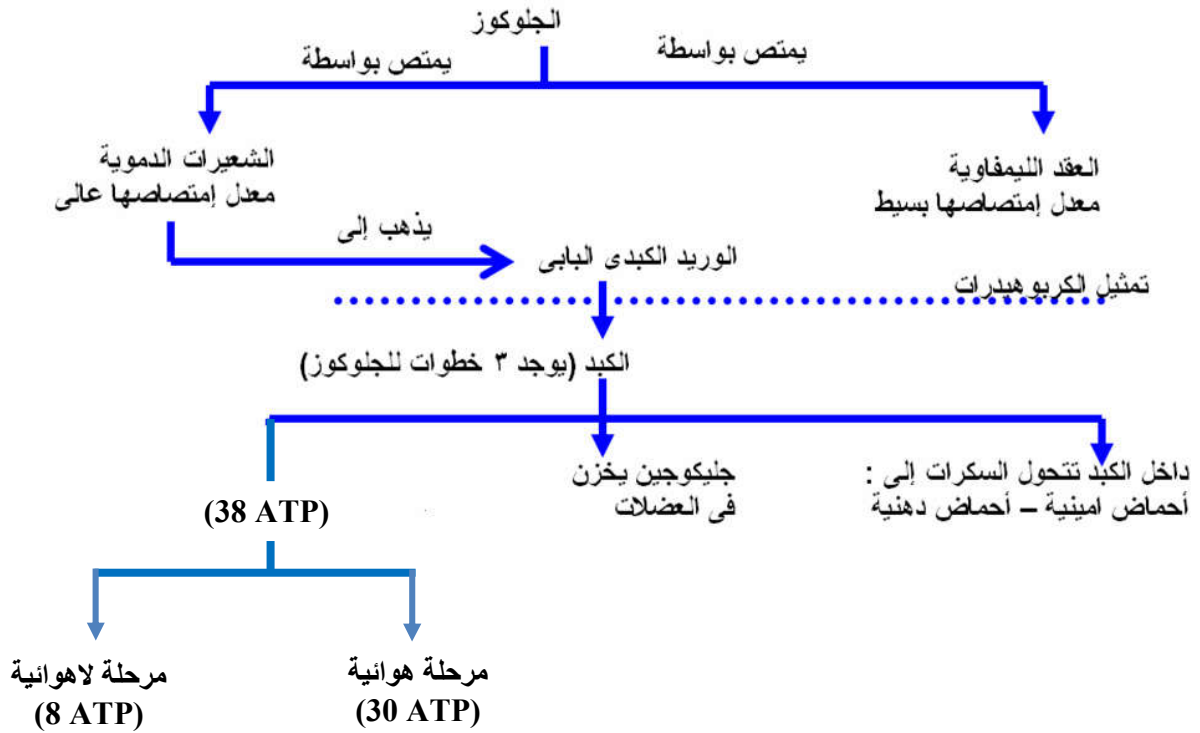 الجلوكوز
يمتص بواسطة
يمتص بواسطة
العقد الليمفاوية
معدل إمتصاصها بسيط
الشعيرات الدموية
معدل إمتصاصها عالى
يذهب إلى
الوريد الكبدى البابى
تمثيل الكربوهيدرات
الكبد (يوجد ٣ خطوات للجلوكوز)
داخل الكبد تتحول السكرات إلى :
أحماض امينية – أحماض دهنية
جليكوجين يخزن
فى العضلات
(38 ATP)
مرحلة هوائية
(30 ATP)
مرحلة لاهوائية
(8 ATP)